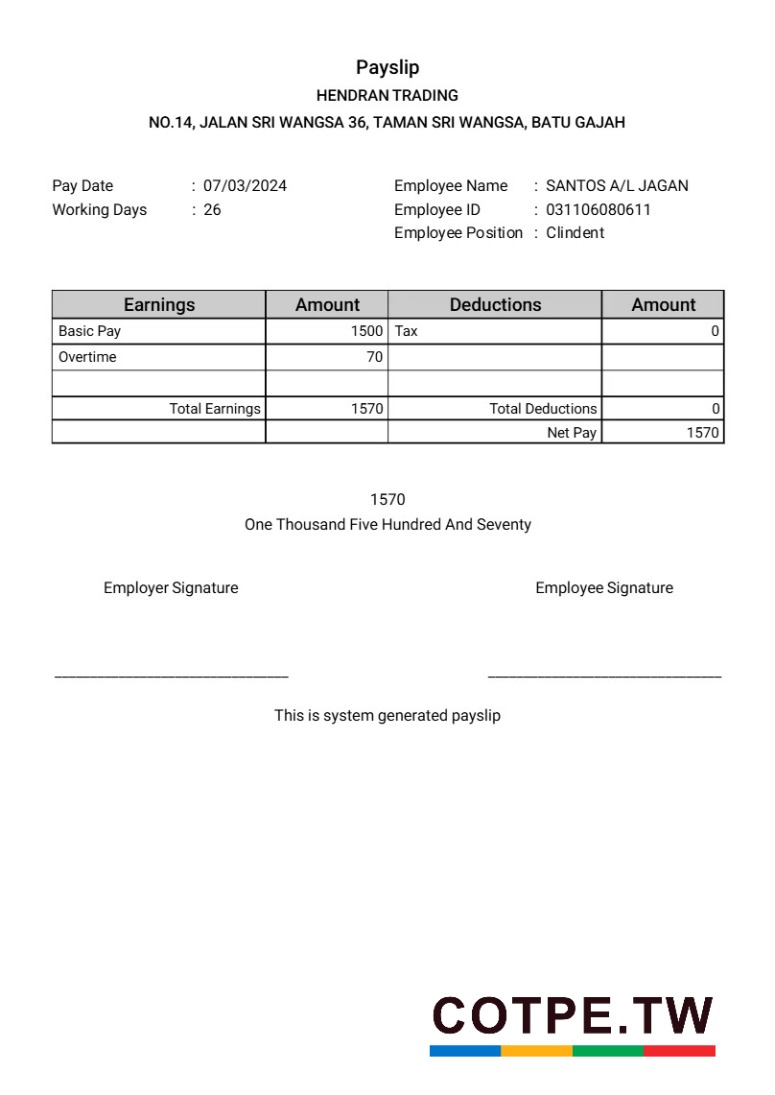 Payslip
HENDRAN TRADING
NO.14, JALAN SRI WANGSA 36, TAMAN SRI WANGSA, BATU GAJAH
Pay Date : 07/03/2024 Employee Name : SANTOS A/L JAGAN
Working Days : 26 Employee ID : 031106080611
Employee Position : Clindent
Earnings Amount Deductions Amount
Basic Pay 1500 Tax 0
Overtime 70
Total Earnings 1570 Total Deductions 0
Net Pay 1570
1570
One Thousand Five Hundred And Seventy
Employer Signature Employee Signature
This is system generated payslip
COTPE.TW